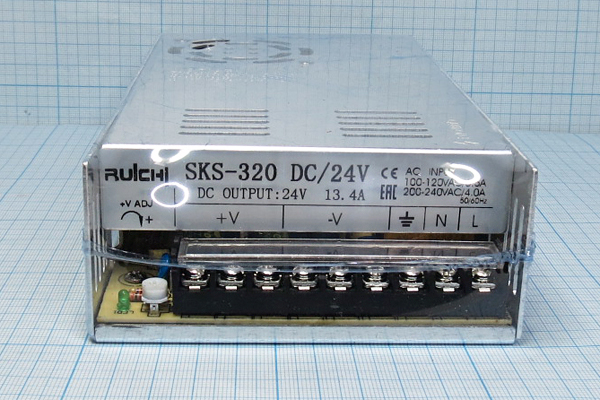 RUICHI
SKS-320 DC/24V
DC OUTPUT:24V 13.4A
CE
EAC
AC INPUT
100-120VAC/
200-240VAC/4.0A
50/60Hz
+V ADJ
+
+V
-V
N
L